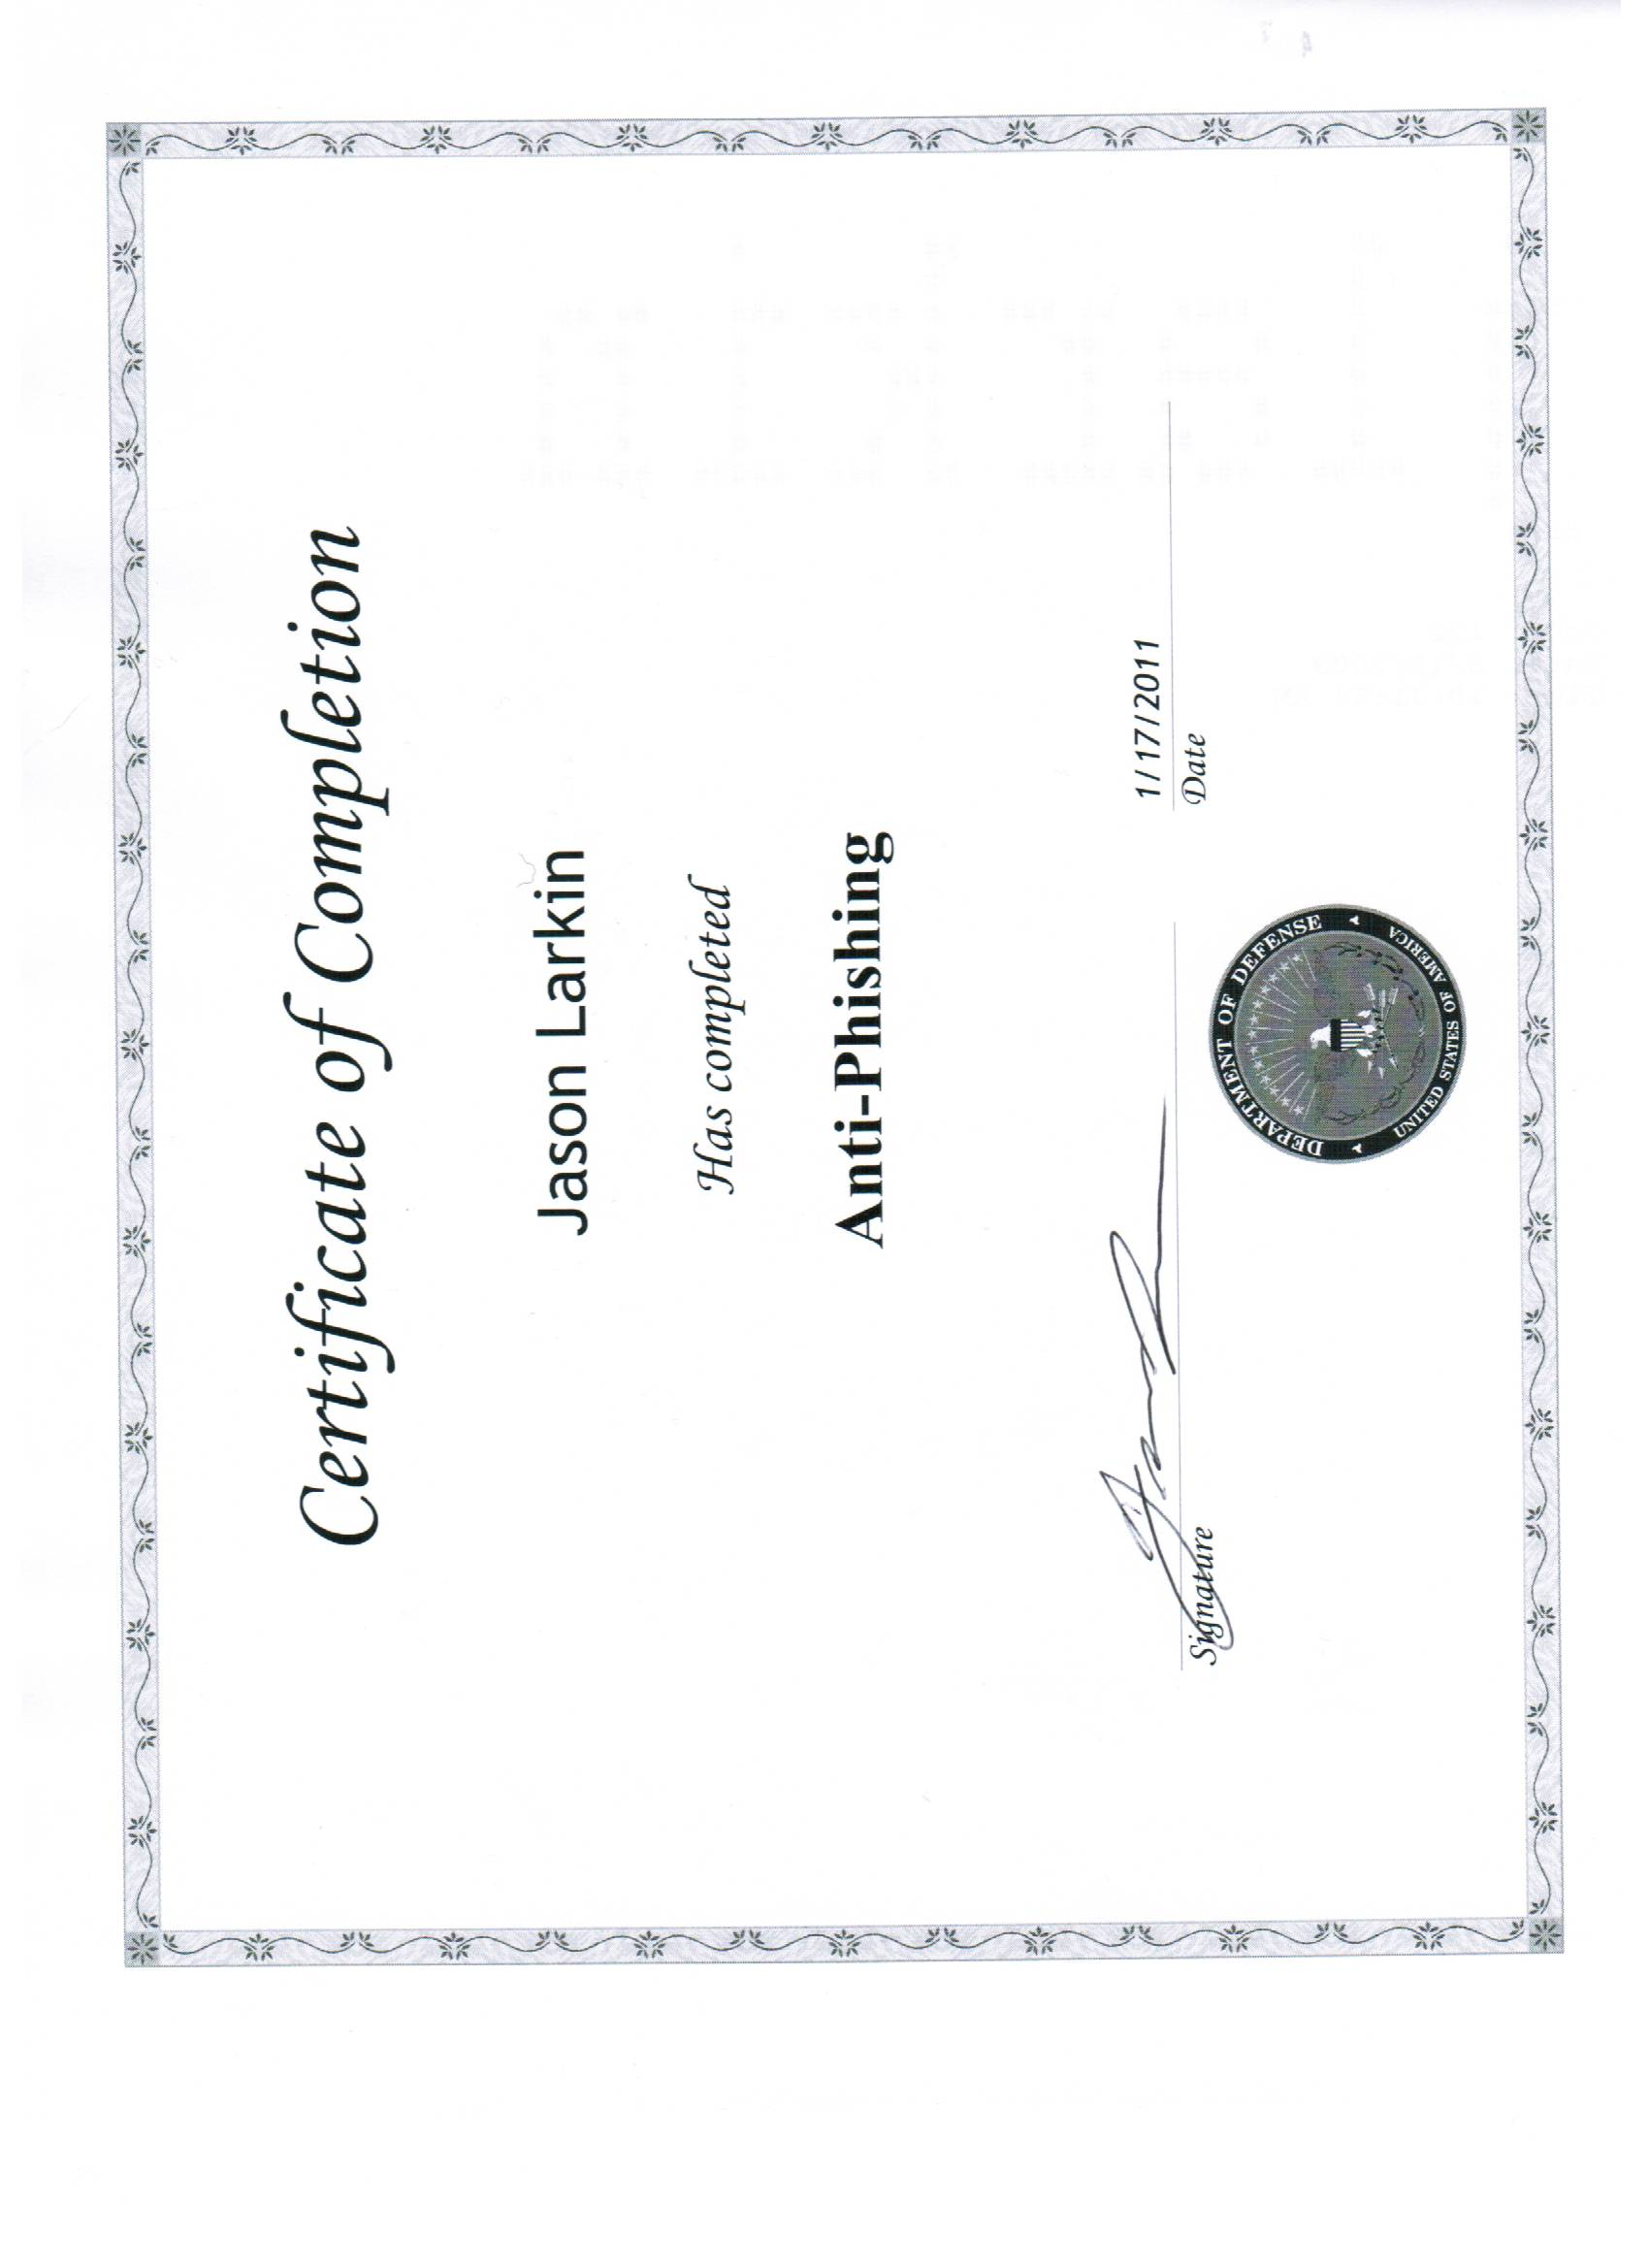 Certificate of Completion
Jason Larkin
Has completed
Anti-Phishing
1/17/2011
Signature
Date
DEPARTMENT OF DEFENSE
UNITED STATES OF AMERICA